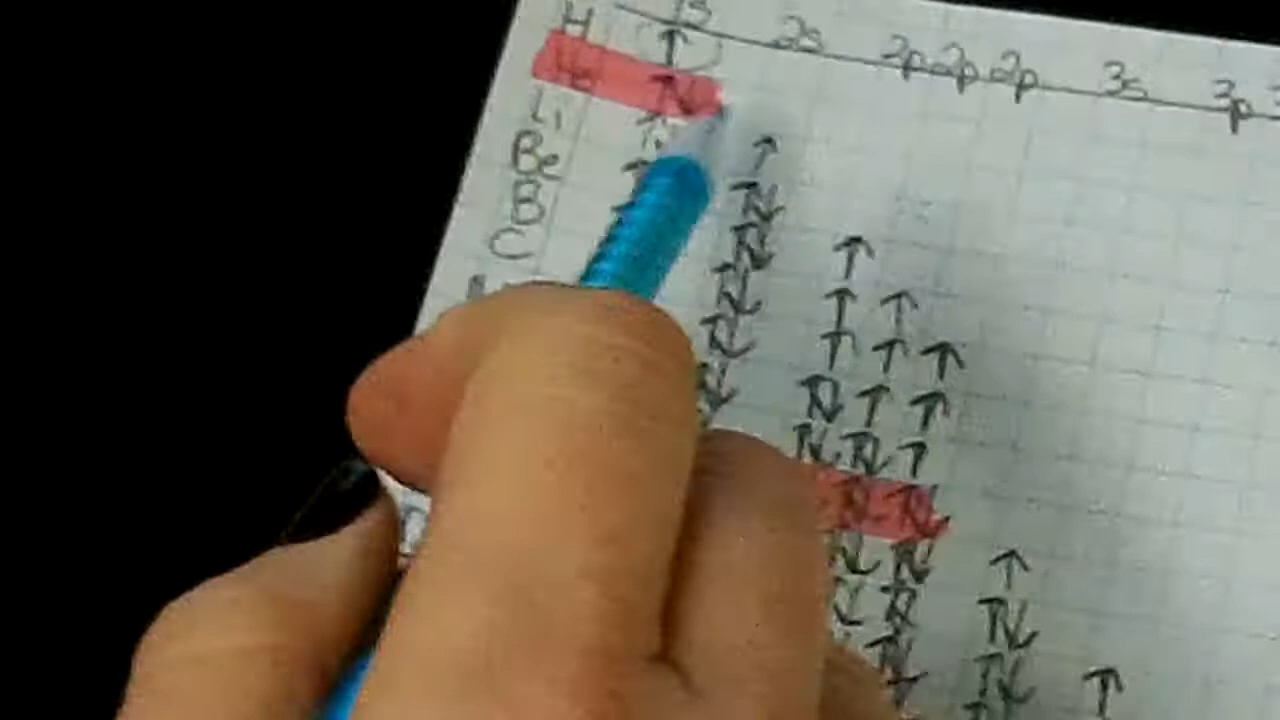 1s 2s 2p 2p 2p 3s 3p
H ↑
He ↑↓
Li ↑ ↑
Be ↑ ↑↓
B ↑↓ ↑
C ↑↓ ↑ ↑
↑↓ ↑ ↑ ↑
↑↓ ↑↓ ↑ ↑
↑↓ ↑↓ ↑
↑↓ ↑↓
↑↓ ↑↓ ↑
↑↓ ↑↓ ↑↓
↑↓ ↑↓ ↑